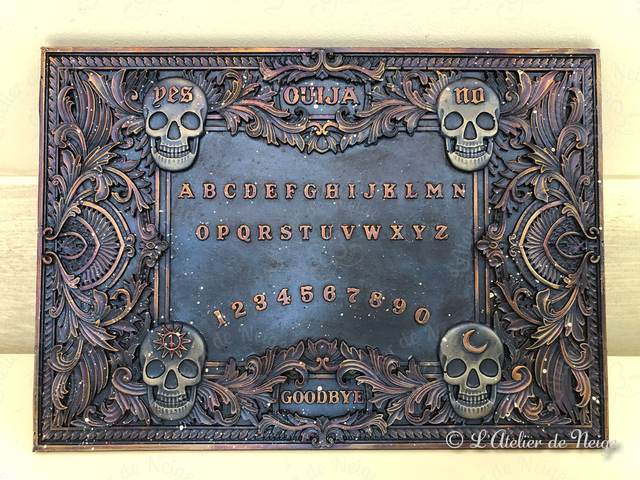 yes OUIJA no
ABCDEFGHIJKLMN
OPQRSTUVWXYZ
1234567890
GOODBYE
© L'Atelier de Neige